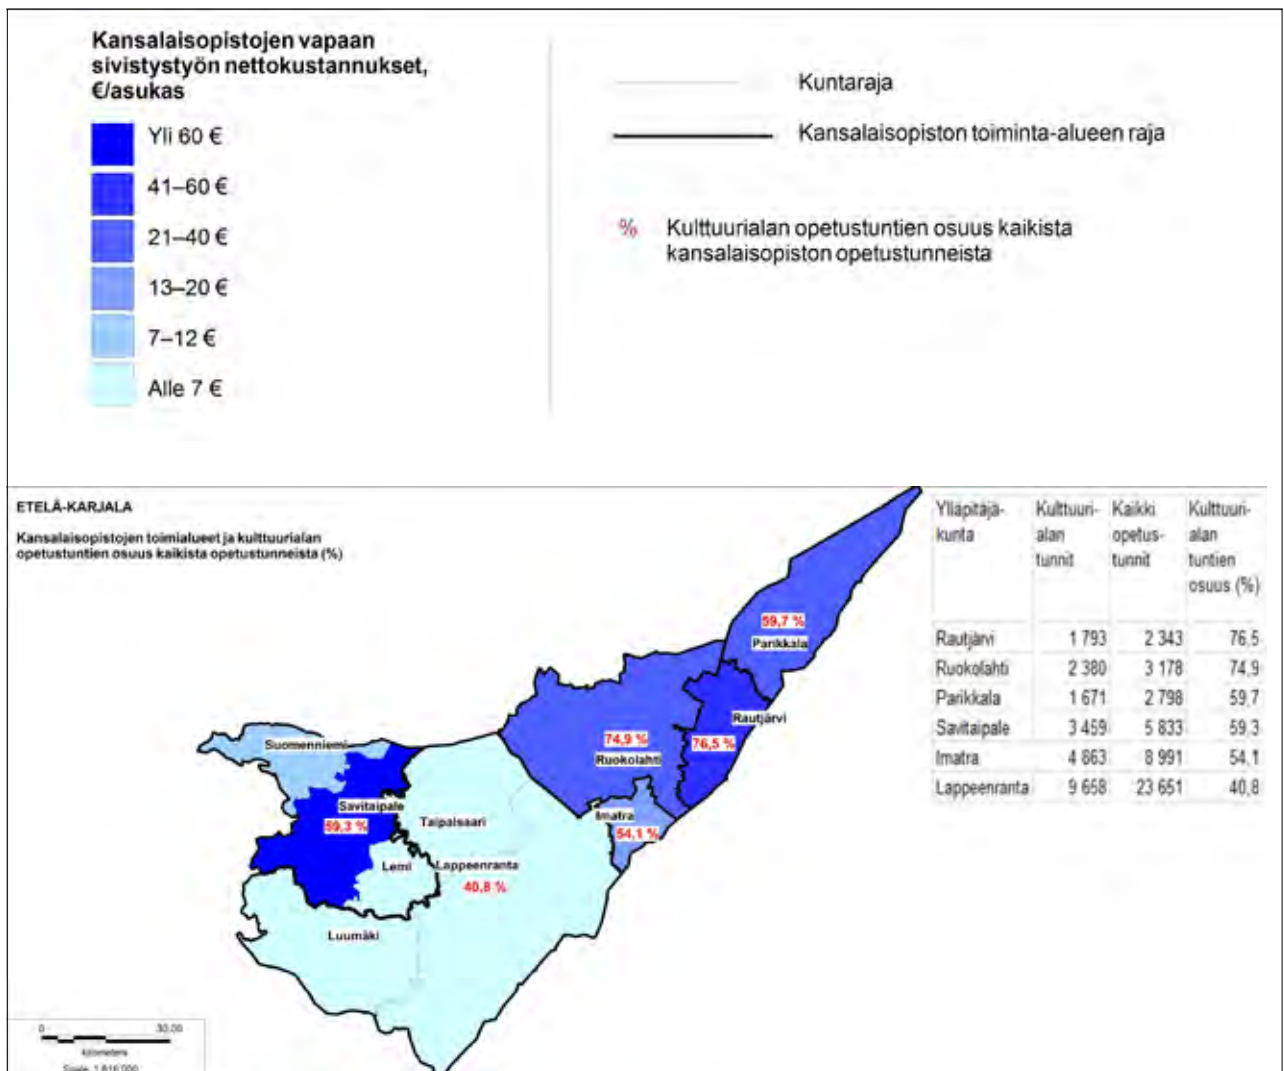 Kansalaisopistojen vapaan
sivistystyön nettokustannukset,
€/asukas
Yli 60 €
41–60 €
21–40 €
13–20 €
7–12 €
Alle 7 €
Kuntaraja
Kansalaisopiston toiminta-alueen raja
% Kulttuurialan opetustuntien osuus kaikista
kansalaisopiston opetustunneista
ETELÄ-KARJALA
Kansalaisopistojen toimialueet ja kulttuurialan
opetustuntien osuus kaikista opetustunneista (%)
59,7 %
Parikkala
Rautjärvi
76,5 %
74,9 %
Ruokolahti
Imatra
54,1 %
Suomenniemi
Savitaipale
59,3 %
Taipalsaari
Lemi
Lappeenranta
40,8 %
Luumäki
0 30,00
kilometers
Scale: 1:816 000
Ylläpitäjä- Kulttuuri- Kaikki Kulttuuri-
kunta alan opetus- alan
tunnit tunnit tuntien
osuus (%)
Rautjärvi 1 793 2 343 76,5
Ruokolahti 2 380 3 178 74,9
Parikkala 1 671 2 798 59,7
Savitaipale 3 459 5 833 59,3
Imatra 4 863 8 991 54,1
Lappeenranta 9 658 23 651 40,8